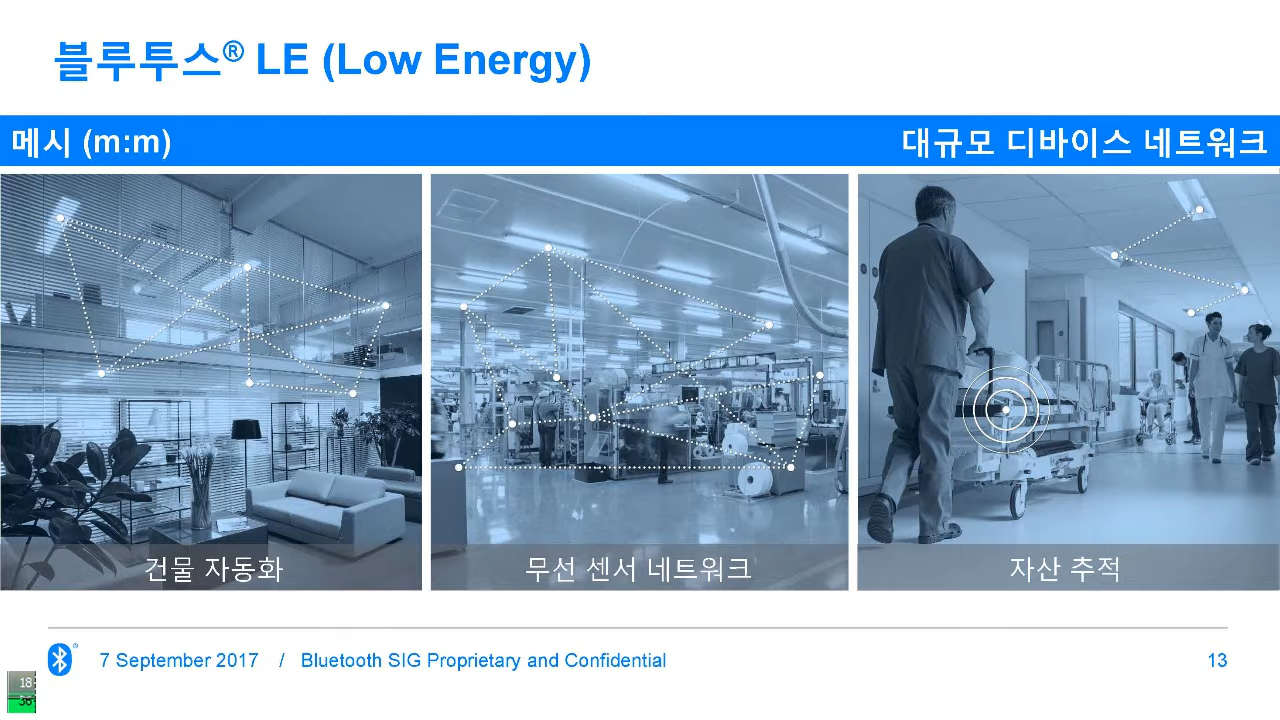 블루투스® LE (Low Energy)
메시 (m:m)
대규모 디바이스 네트워크
건물 자동화
무선 센서 네트워크
자산 추적
7 September 2017 / Bluetooth SIG Proprietary and Confidential
13
18
36